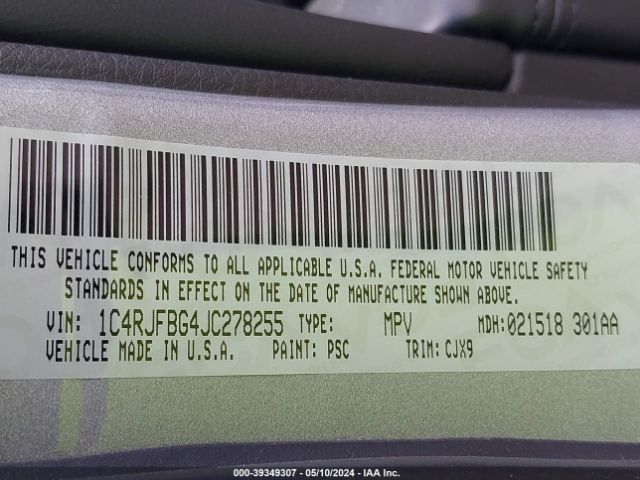 THIS VEHICLE CONFORMS TO ALL APPLICABLE U.S.A. FEDERAL MOTOR VEHICLE SAFETY
STANDARDS IN EFFECT ON THE DATE OF MANUFACTURE SHOWN ABOVE.
VIN: 1C4RJFBG4JC278255 TYPE: MPV MDH:021518 301AA
VEHICLE MADE IN U.S.A. PAINT: PSC TRIM: CJX9
000-39349307 - 05/10/2024 - IAA Inc.